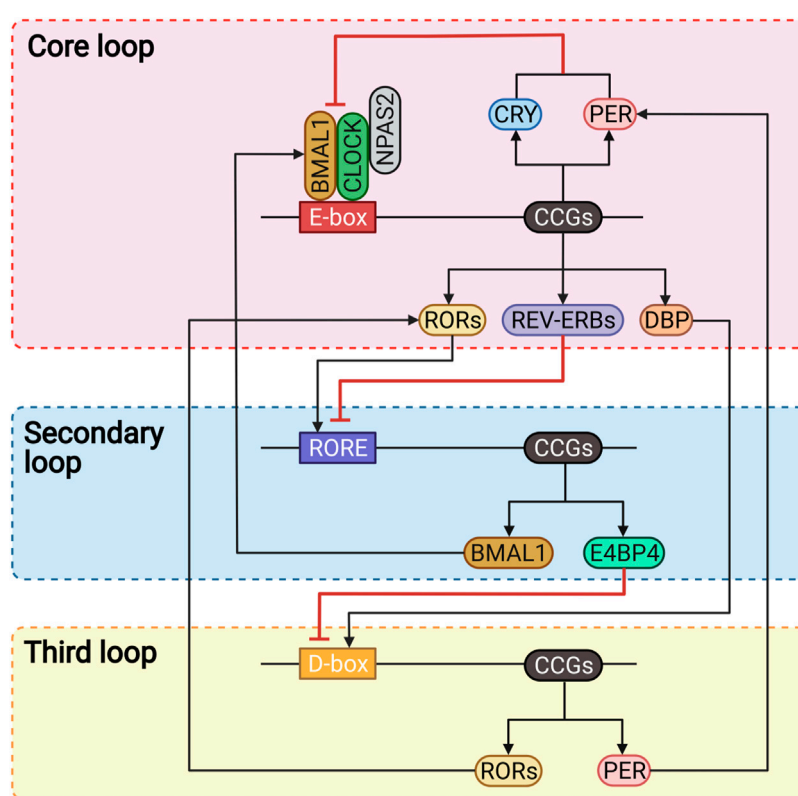 Core loop
BMAL1
CLOCK
NPAS2
CRY
PER
E-box
CCGs
RORs
REV-ERBs
DBP
Secondary
loop
RORE
CCGs
BMAL1
E4BP4
Third loop
D-box
CCGs
RORs
PER